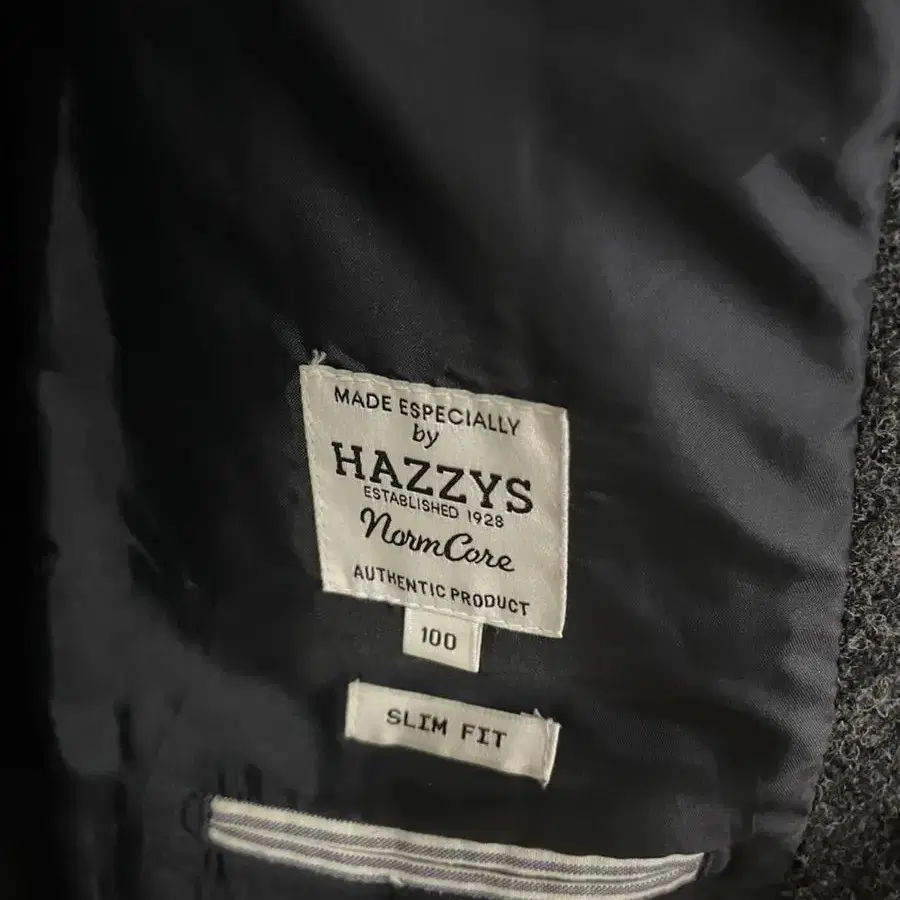 MADE ESPECIALLY
by
HAZZYS
ESTABLISHED 1928
NormCore
AUTHENTIC PRODUCT
100
SLIM FIT